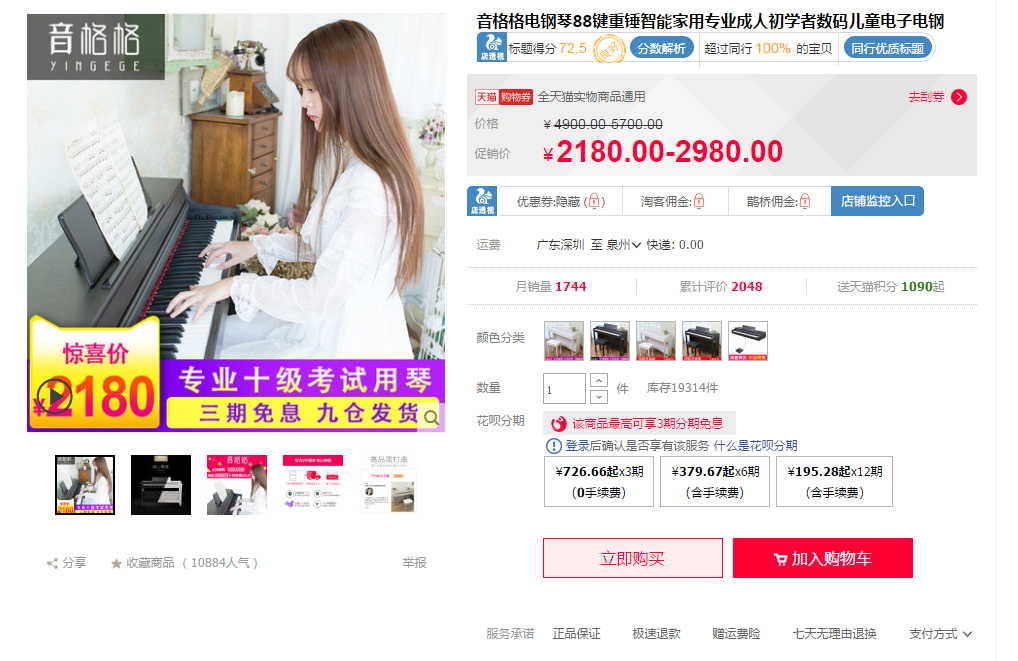 音格格
YINGEGE
惊喜价
¥2180
专业十级考试用琴
三期免息 九仓发货
分享
收藏商品 ( 10884人气 )
举报
音格格电钢琴88键重锤智能家用专业成人初学者数码儿童电子电钢
店透视
标题得分 72.5
良好
分数解析
超过同行 100% 的宝贝
同行优质标题
天猫 购物券 全天猫实物商品通用
去刮券
价格 ¥ 4900.00-5700.00
促销价 ¥ 2180.00-2980.00
店透视
优惠券:隐藏 ( )
淘客佣金:
鹊桥佣金:
店铺监控入口
运费 广东深圳 至 泉州 快递: 0.00
月销量 1744
累计评价 2048
送天猫积分 1090起
颜色分类
数量 1 件 库存19314件
花呗分期 该商品最高可享3期分期免息
登录后确认是否享有该服务 什么是花呗分期
¥726.66起x3期
(0手续费)
¥379.67起x6期
(含手续费)
¥195.28起x12期
(含手续费)
立即购买
加入购物车
服务承诺 正品保证 极速退款 赠运费险 七天无理由退换 支付方式